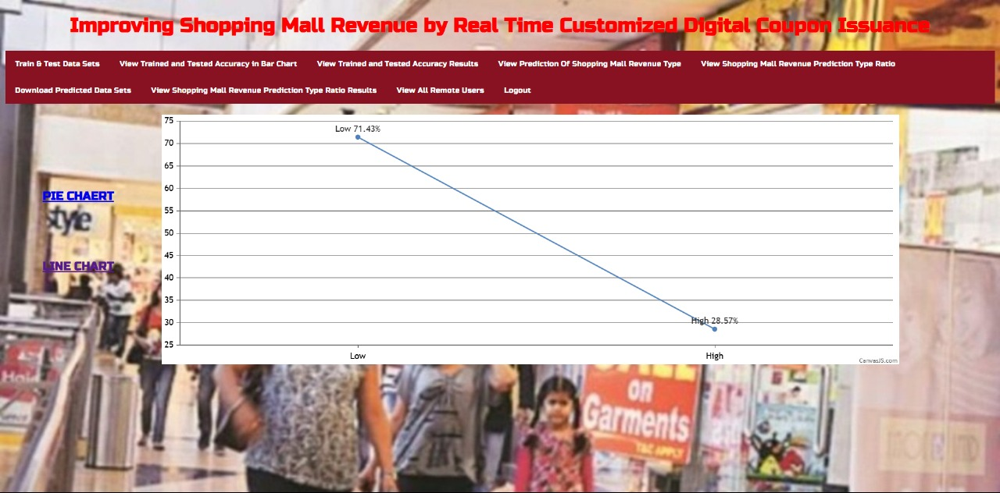 Improving Shopping Mall Revenue by Real Time Customized Digital Coupon Issuance
Train & Test Data Sets View Trained and Tested Accuracy in Bar Chart View Trained and Tested Accuracy Results View Prediction Of Shopping Mall Revenue Type View Shopping Mall Revenue Prediction Type Ratio
Download Predicted Data Sets View Shopping Mall Revenue Prediction Type Ratio Results View All Remote Users Logout
75
Low 71.43%
70
65
60
PIE CHAERT
55
style
50
45
LINE CHART
40
35
High 28.57%
30
25
Low High
CanvasJS.com
on
Garments
T&C APPLY